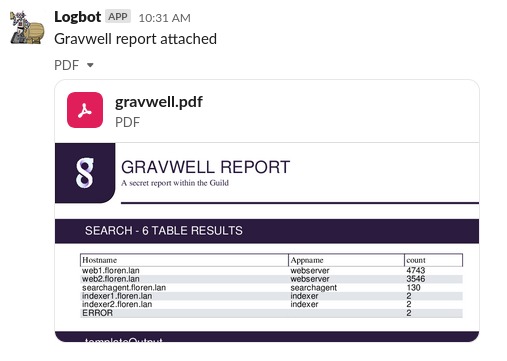 Logbot APP 10:31 AM
Gravwell report attached
PDF
gravwell.pdf
PDF
GRAVWELL REPORT
A secret report within the Guild
SEARCH - 6 TABLE RESULTS
Hostname Appname count
web1.floren.lan webserver 4743
web2.floren.lan webserver 3546
searchagent.floren.lan searchagent 130
indexer1.floren.lan indexer 2
indexer2.floren.lan indexer 2
ERROR 2
templateOutput